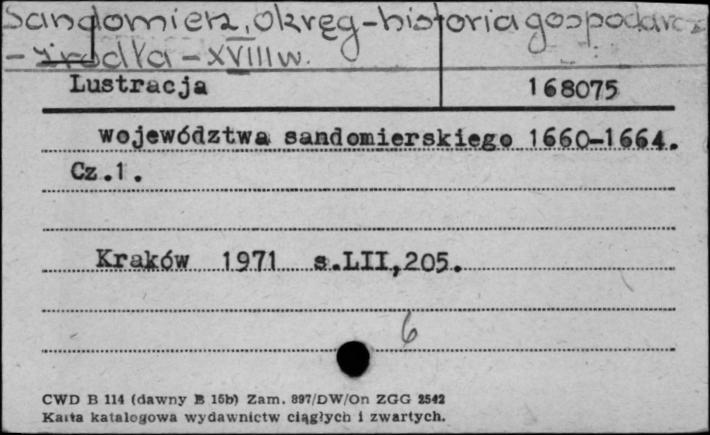 Sandomierz, okręg - historia gospodarcz
- źródła - XVIII w.
Lustracja 168075
województwa sandomierskiego 1660-1664.
Cz.1.
Kraków 1971 s.LII,205.
6
CWD B 114 (dawny B 15b) Zam. 897/DW/On ZGG 2542
Karta katalogowa wydawnictw ciągłych i zwartych.